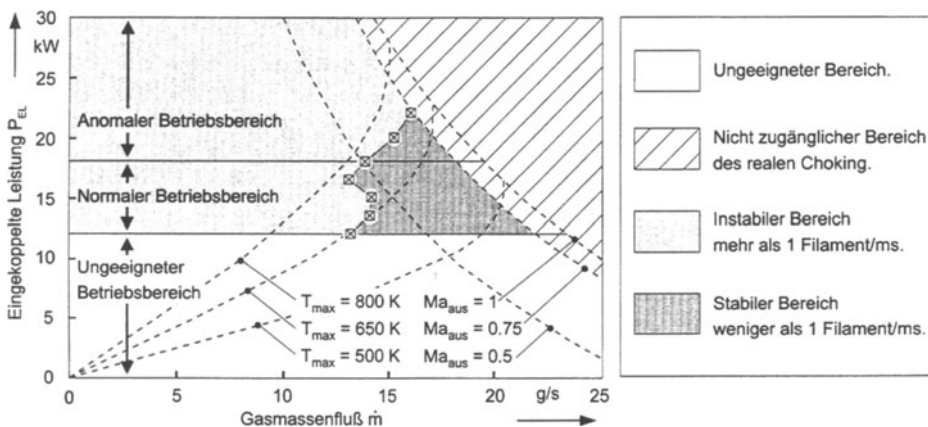 Eingekoppelte Leistung P_EL
30
kW
25
20
15
10
5
0
Anomaler Betriebsbereich
Normaler Betriebsbereich
Ungeeigneter
Betriebsbereich
T_max = 800 K Ma_aus = 1
T_max = 650 K Ma_aus = 0.75
T_max = 500 K Ma_aus = 0.5
0 5 10 15 20 g/s 25
Gasmassenfluß ṁ
Ungeeigneter Bereich.
Nicht zugänglicher Bereich
des realen Choking.
Instabiler Bereich
mehr als 1 Filament/ms.
Stabiler Bereich
weniger als 1 Filament/ms.